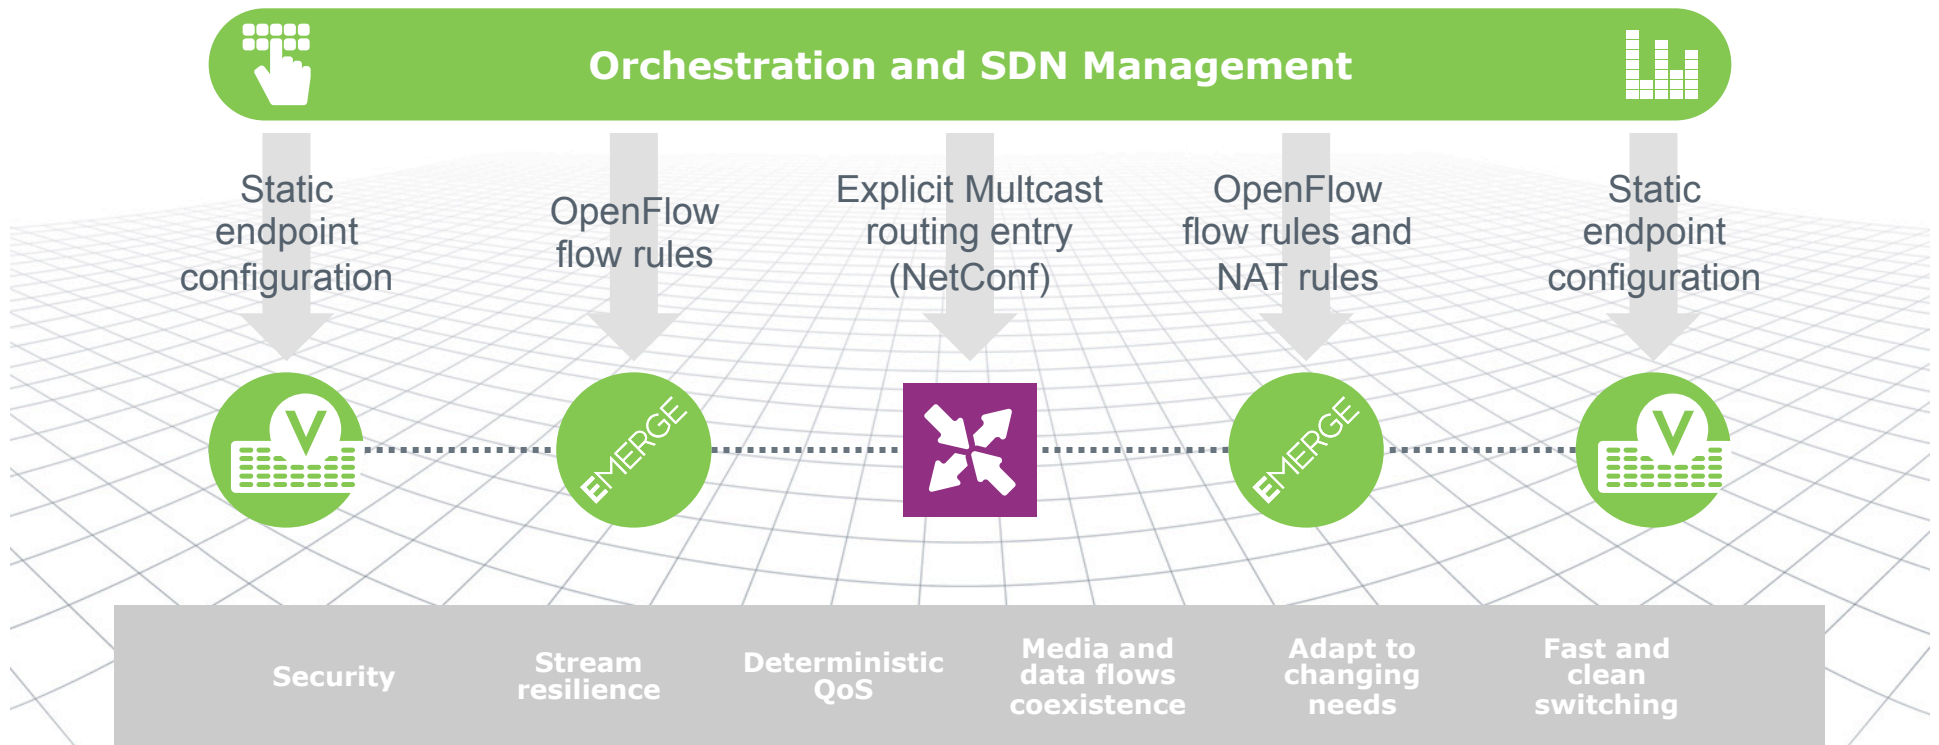 Orchestration and SDN Management
Static
endpoint
configuration
OpenFlow
flow rules
Explicit Multcast
routing entry
(NetConf)
OpenFlow
flow rules and
NAT rules
Static
endpoint
configuration
V
EMERGE
EMERGE
V
Security
Stream
resilience
Deterministic
QoS
Media and
data flows
coexistence
Adapt to
changing
needs
Fast and
clean
switching